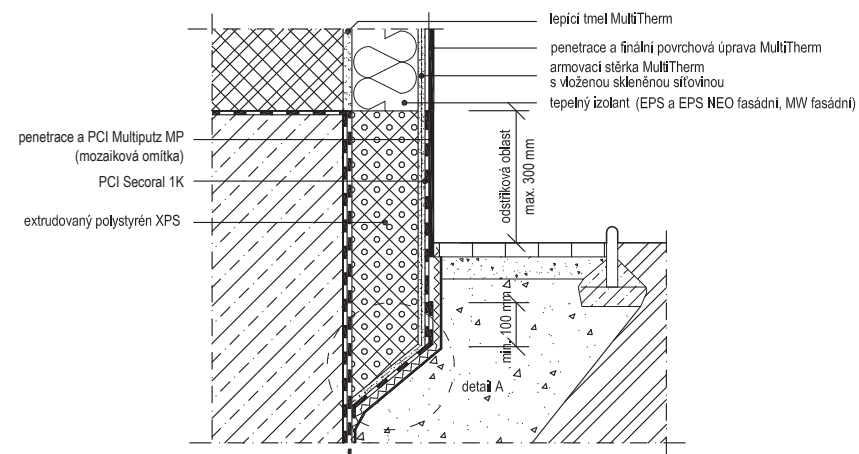 lepící tmel MultiTherm
penetrace a finální povrchová úprava MultiTherm
armovací stěrka MultiTherm
s vloženou skleněnou síťovinou
tepelný izolant (EPS a EPS NEO fasádní, MW fasádní)
penetrace a PCI Multiputz MP
(mozaiková omítka)
PCI Secoral 1K
extrudovaný polystyrén XPS
odstřiková oblast
max. 300 mm
min. 100 mm
detail A